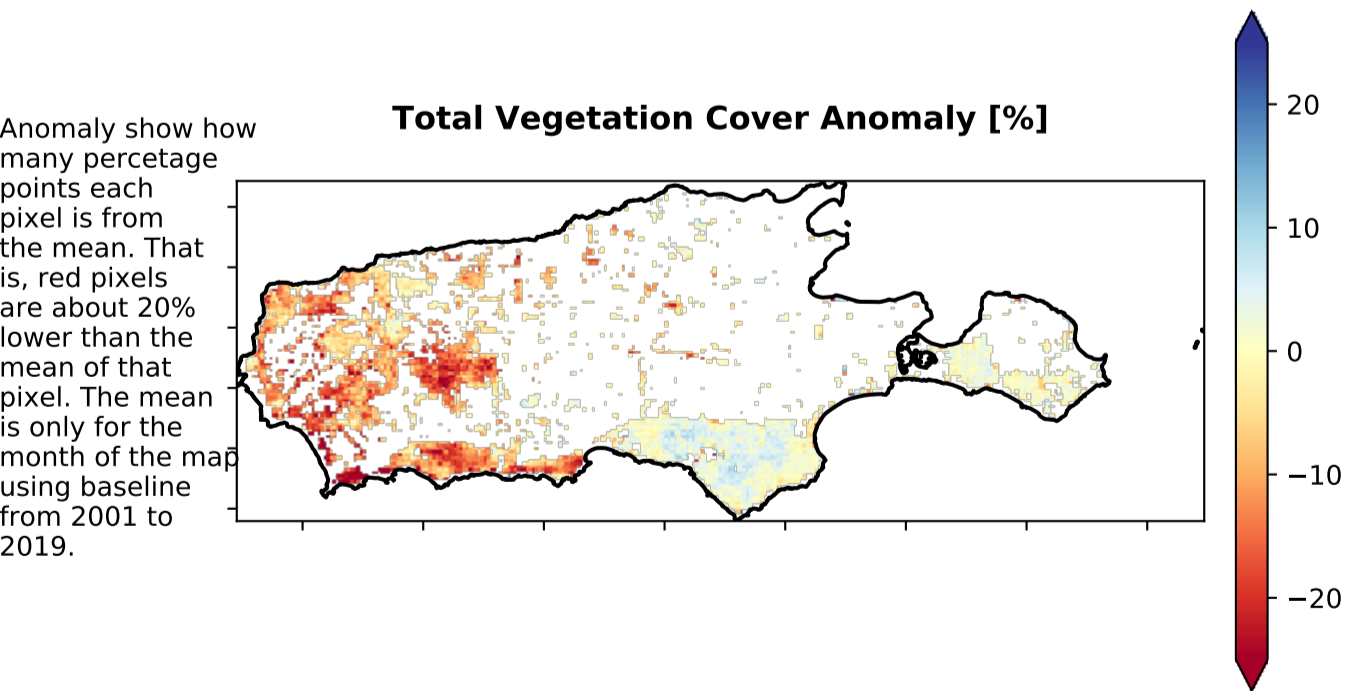 Total Vegetation Cover Anomaly [%]
Anomaly show how
many percetage
points each
pixel is from
the mean. That
is, red pixels
are about 20%
lower than the
mean of that
pixel. The mean
is only for the
month of the map
using baseline
from 2001 to
2019.
20
10
0
−10
−20